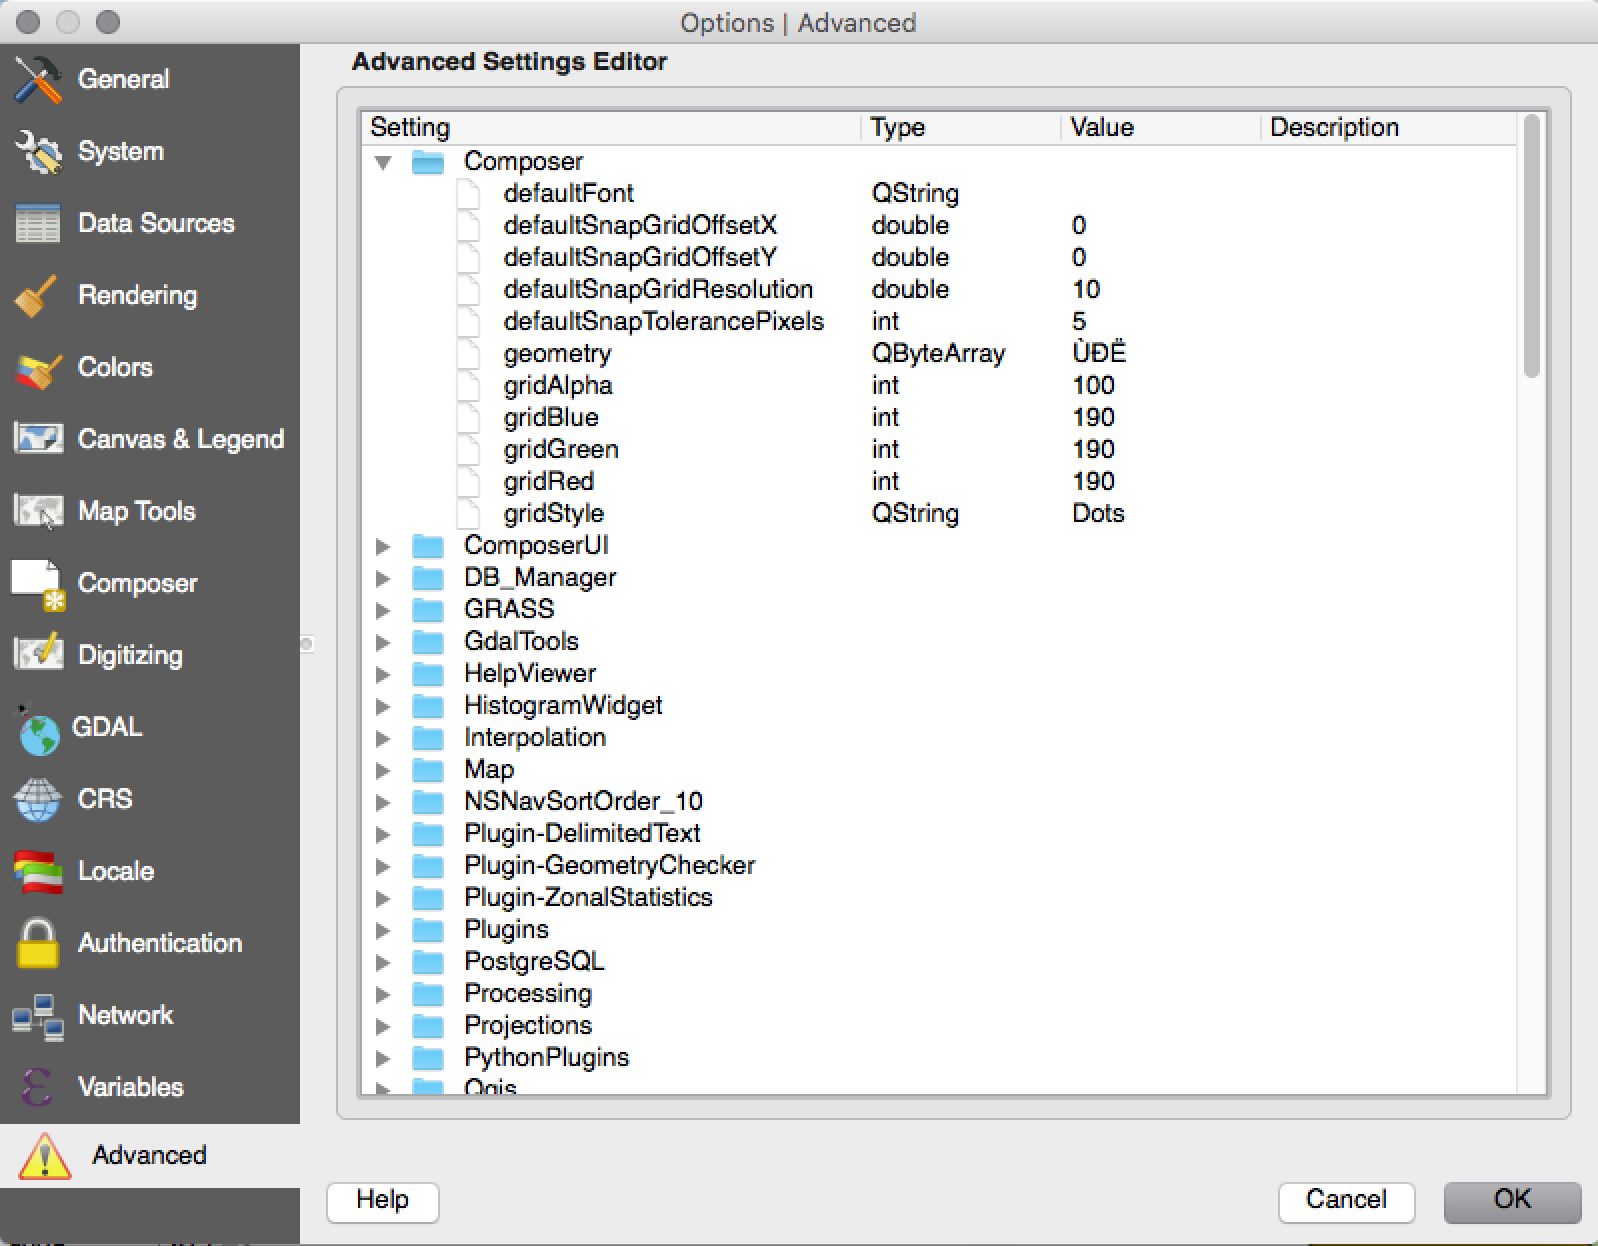 Options | Advanced
General
System
Data Sources
Rendering
Colors
Canvas & Legend
Map Tools
Composer
Digitizing
GDAL
CRS
Locale
Authentication
Network
Variables
Advanced
Advanced Settings Editor
Setting Type Value Description
Composer
defaultFont QString
defaultSnapGridOffsetX double 0
defaultSnapGridOffsetY double 0
defaultSnapGridResolution double 10
defaultSnapTolerancePixels int 5
geometry QByteArray ÙÐË
gridAlpha int 100
gridBlue int 190
gridGreen int 190
gridRed int 190
gridStyle QString Dots
ComposerUI
DB_Manager
GRASS
GdalTools
HelpViewer
HistogramWidget
Interpolation
Map
NSNavSortOrder_10
Plugin-DelimitedText
Plugin-GeometryChecker
Plugin-ZonalStatistics
Plugins
PostgreSQL
Processing
Projections
PythonPlugins
Qgis
Help Cancel OK